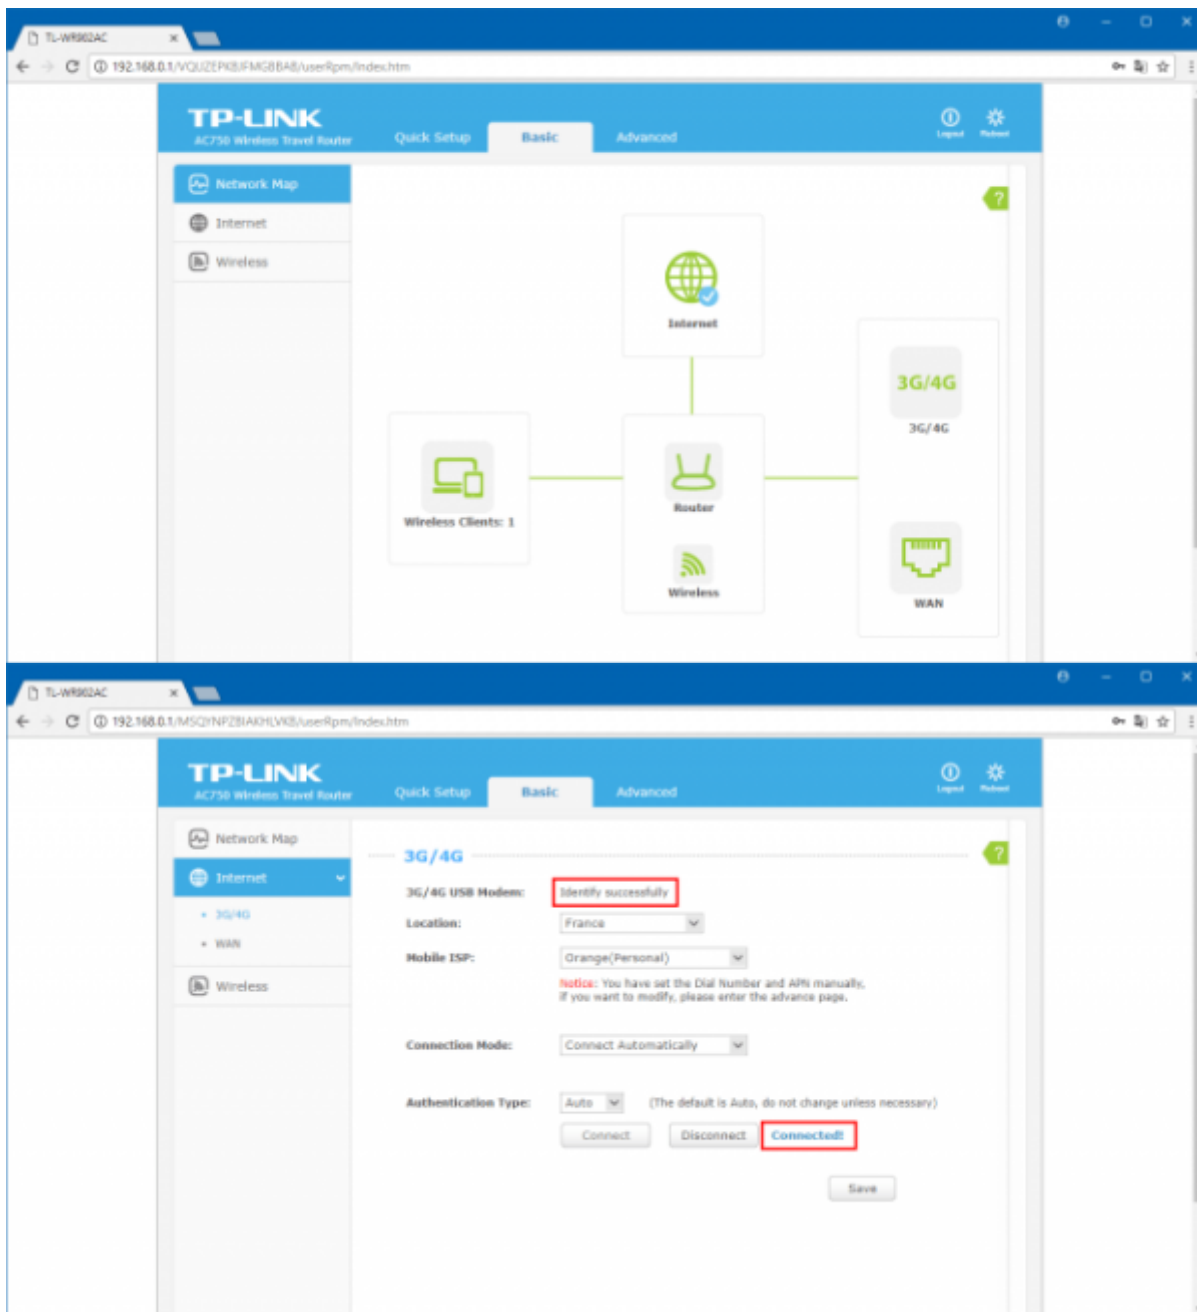 TL-WR902AC
192.168.0.1/VQUZEPKBJFMGBBAB/userRpm/Index.htm
TP-LINK
AC750 Wireless Travel Router
Quick Setup
Basic
Advanced
Logout
Reboot
Network Map
Internet
Wireless
?
Internet
3G/4G
3G/4G
Wireless Clients: 1
Router
Wireless
WAN
TL-WR902AC
192.168.0.1/MSQYNPZBIAKHLVKB/userRpm/Index.htm
TP-LINK
AC750 Wireless Travel Router
Quick Setup
Basic
Advanced
Logout
Reboot
Network Map
Internet
3G/4G
WAN
Wireless
3G/4G
?
3G/4G USB Modem: Identify successfully
Location: France
Mobile ISP: Orange(Personal)
Notice: You have set the Dial Number and APN manually,
if you want to modify, please enter the advance page.
Connection Mode: Connect Automatically
Authentication Type: Auto (The default is Auto, do not change unless necessary)
Connect Disconnect Connected!
Save